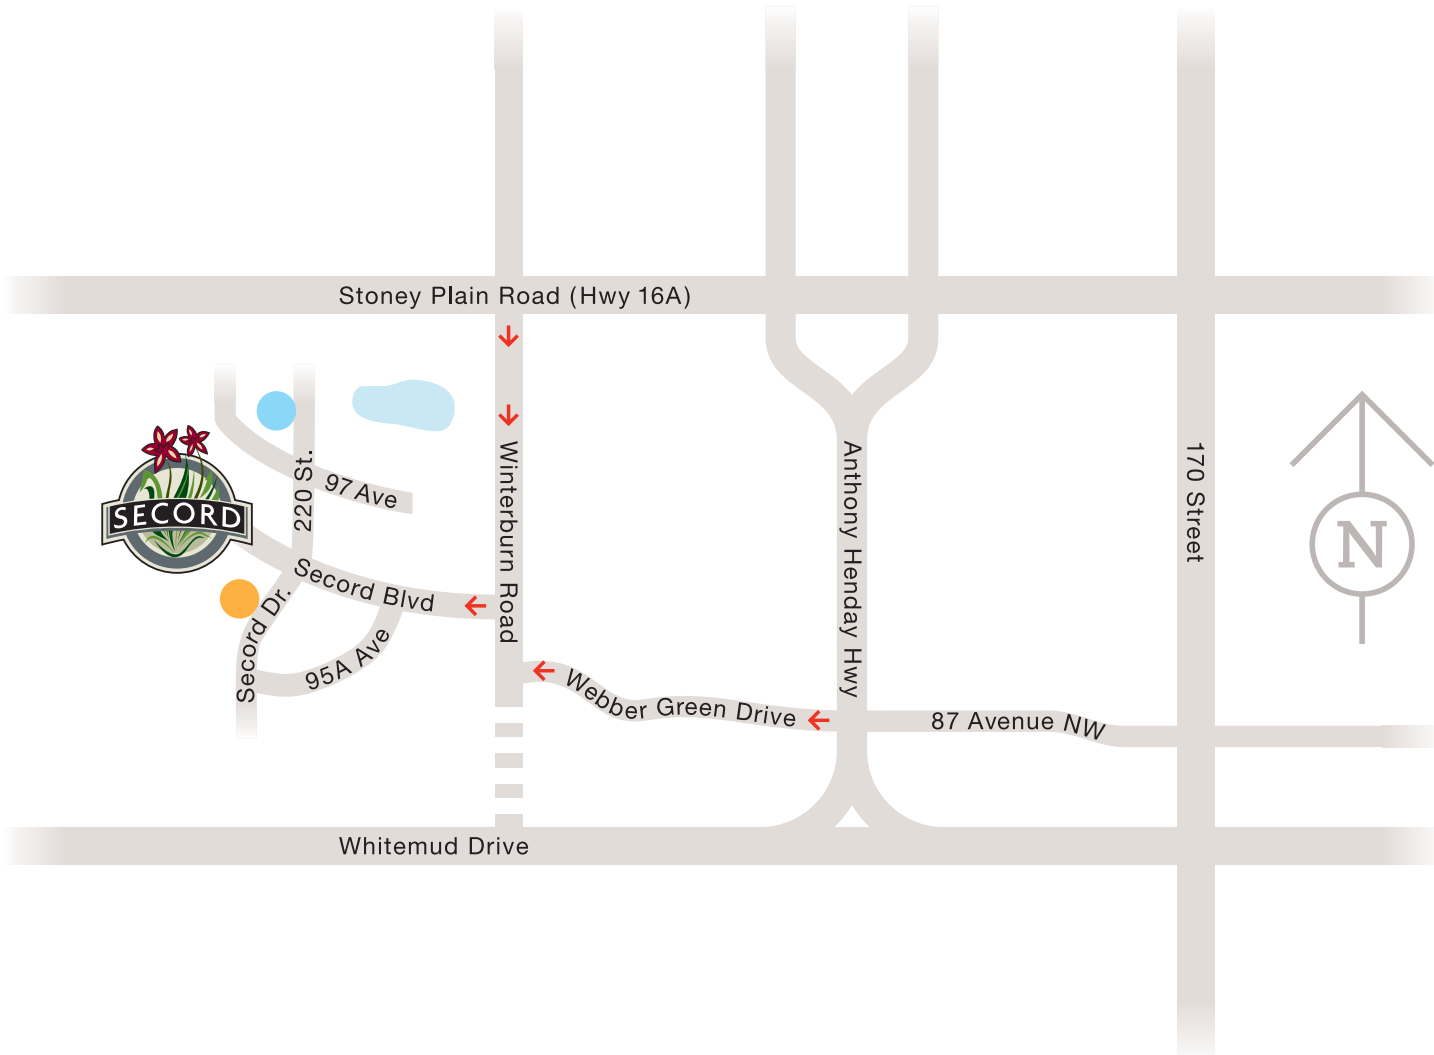 Stoney Plain Road (Hwy 16A)
SECORD
220 St.
97 Ave
Winterburn Road
Anthony Henday Hwy
170 Street
N
Secord Blvd
Secord Dr.
95A Ave
Webber Green Drive
87 Avenue NW
Whitemud Drive